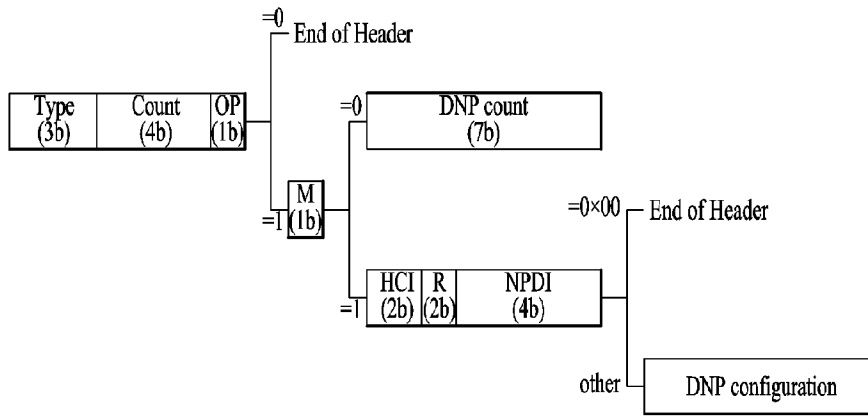 =0
End of Header
Type
(3b)
Count
(4b)
OP
(1b)
=0
DNP count
(7b)
=1
M
(1b)
=0×00
End of Header
=1
HCI
(2b)
R
(2b)
NPDI
(4b)
other
DNP configuration